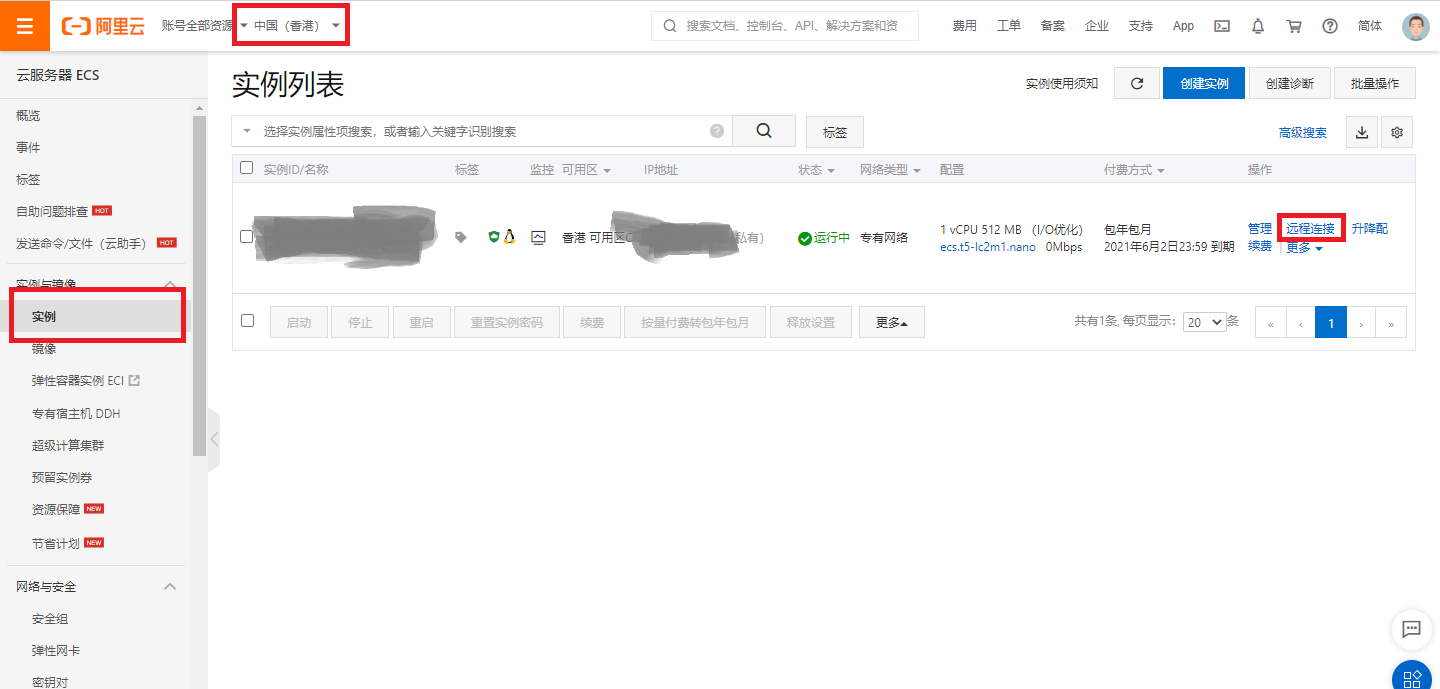 阿里云 账号全部资源 中国（香港） 搜索文档、控制台、API、解决方案和资 费用 工单 备案 企业 支持 App 简体
云服务器 ECS
概览
事件
标签
自助问题排查 HOT
发送命令/文件（云助手） HOT
实例与镜像
实例
镜像
弹性容器实例 ECI
专有宿主机 DDH
超级计算集群
预留实例券
资源保障 NEW
节省计划 NEW
网络与安全
安全组
弹性网卡
密钥对
实例列表 实例使用须知 创建实例 创建诊断 批量操作
选择实例属性项搜索，或者输入关键字识别搜索 ? 标签 高级搜索
实例ID/名称 标签 监控 可用区 IP地址 状态 网络类型 配置 付费方式 操作
香港 可用区C 私有） 运行中 专有网络
1 vCPU 512 MB （I/O优化） 包年包月 管理 远程连接 升降配
ecs.t5-lc2m1.nano 0Mbps 2021年6月2日23:59 到期 续费 | 更多
启动 停止 重启 重置实例密码 续费 按量付费转包年包月 释放设置 更多 共有1条, 每页显示: 20 条 « ‹ 1 › »